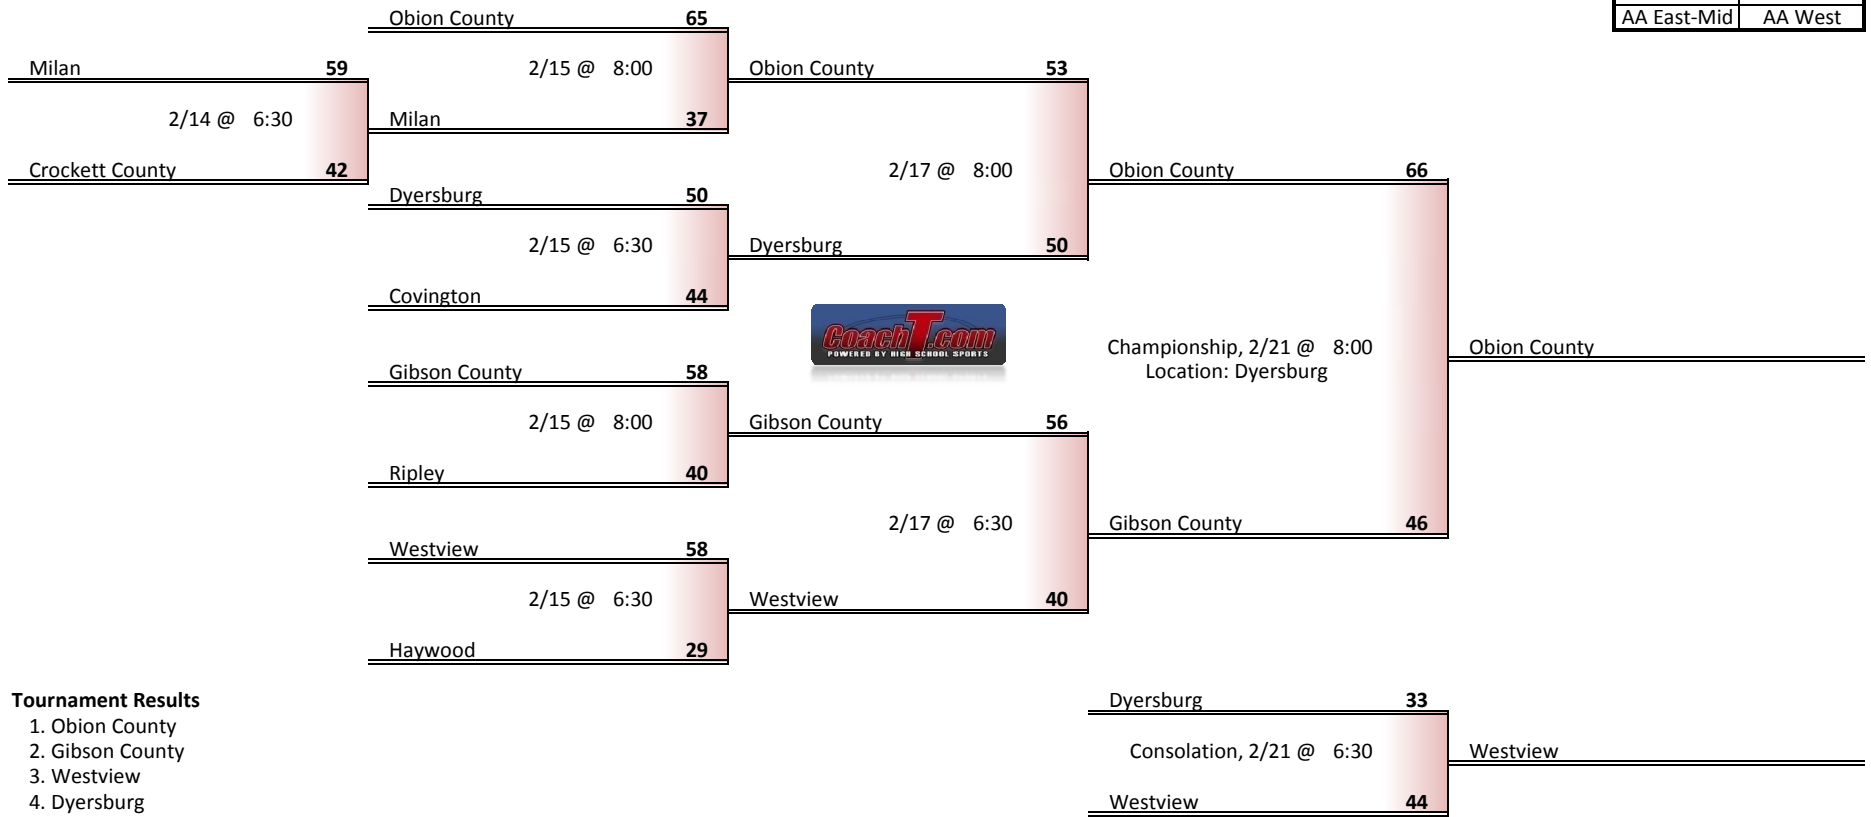 AA East-Mid AA West
Obion County 65
Milan 59
2/15 @ 8:00
Obion County 53
2/14 @ 6:30
Milan 37
Crockett County 42
2/17 @ 8:00
Obion County 66
Dyersburg 50
2/15 @ 6:30
Dyersburg 50
Covington 44
CoachT.com
POWERED BY HIGH SCHOOL SPORTS
Championship, 2/21 @ 8:00
Location: Dyersburg
Obion County
Gibson County 58
2/15 @ 8:00
Gibson County 56
Ripley 40
2/17 @ 6:30
Gibson County 46
Westview 58
2/15 @ 6:30
Westview 40
Haywood 29
Tournament Results
1. Obion County
2. Gibson County
3. Westview
4. Dyersburg
Dyersburg 33
Consolation, 2/21 @ 6:30
Westview
Westview 44